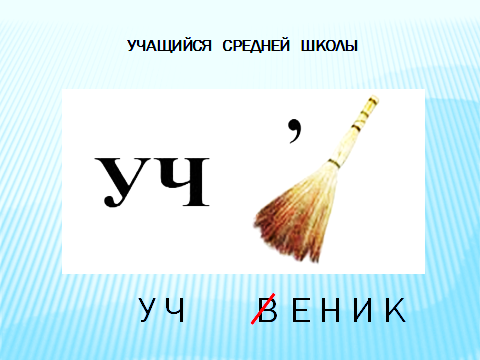 УЧАЩИЙСЯ СРЕДНЕЙ ШКОЛЫ
УЧ ,
У Ч В Е Н И К